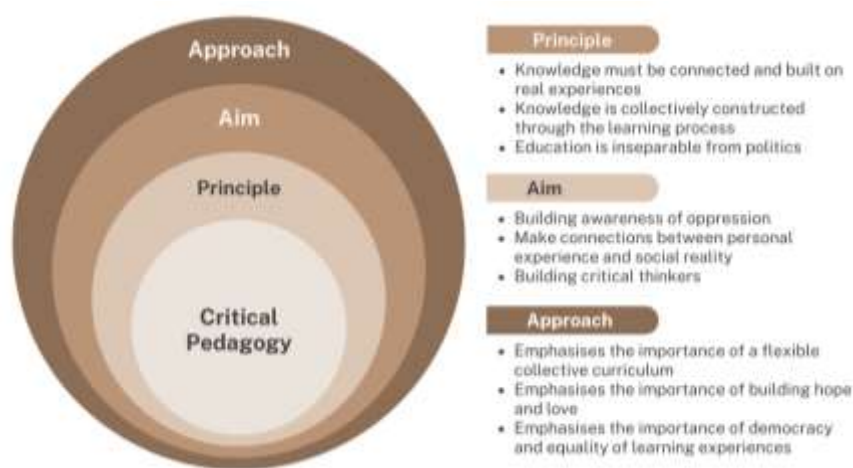 Approach
Aim
Principle
Critical
Pedagogy
Principle
• Knowledge must be connected and built on
real experiences
• Knowledge is collectively constructed
through the learning process
• Education is inseparable from politics
Aim
• Building awareness of oppression
• Make connections between personal
experience and social reality
• Building critical thinkers
Approach
• Emphasises the importance of a flexible
collective curriculum
• Emphasises the importance of building hope
and love
• Emphasises the importance of democracy
and equality of learning experiences